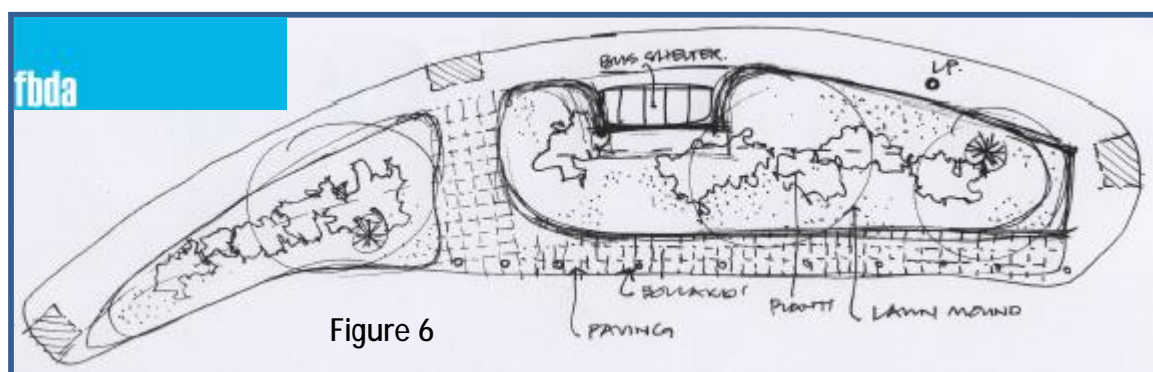 fbda
BUS SHELTER.
LP.
BOLLARDS
PLANTS
LAWN MOUND
PAVING
Figure 6